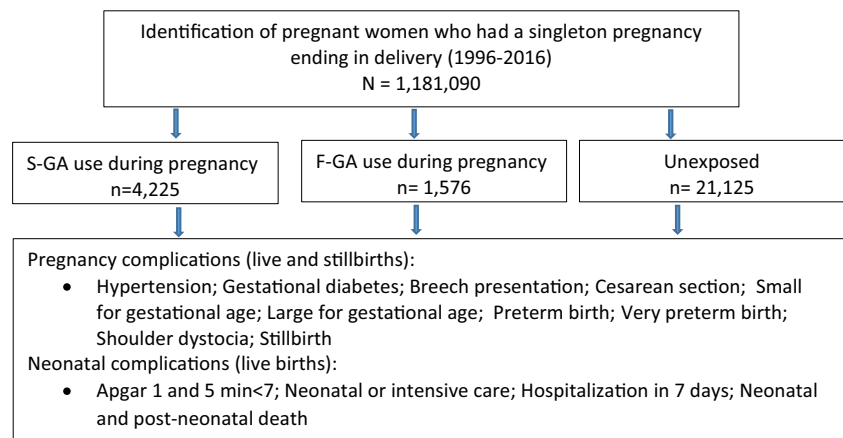 Identification of pregnant women who had a singleton pregnancy
ending in delivery (1996-2016)
N = 1,181,090
S-GA use during pregnancy
n=4,225
F-GA use during pregnancy
n= 1,576
Unexposed
n= 21,125
Pregnancy complications (live and stillbirths):
• Hypertension; Gestational diabetes; Breech presentation; Cesarean section; Small
for gestational age; Large for gestational age; Preterm birth; Very preterm birth;
Shoulder dystocia; Stillbirth
Neonatal complications (live births):
• Apgar 1 and 5 min<7; Neonatal or intensive care; Hospitalization in 7 days; Neonatal
and post-neonatal death